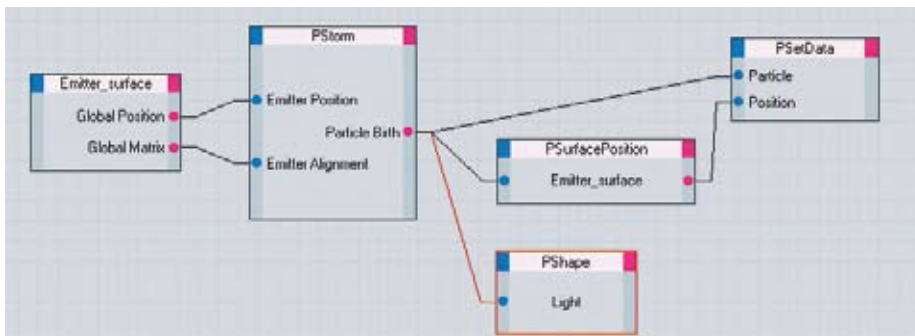 Emitter_surface
Global Position
Global Matrix
PStorm
Emitter Position
Particle Birth
Emitter Alignment
PSurfacePosition
Emitter_surface
PShape
Light
PSetData
Particle
Position